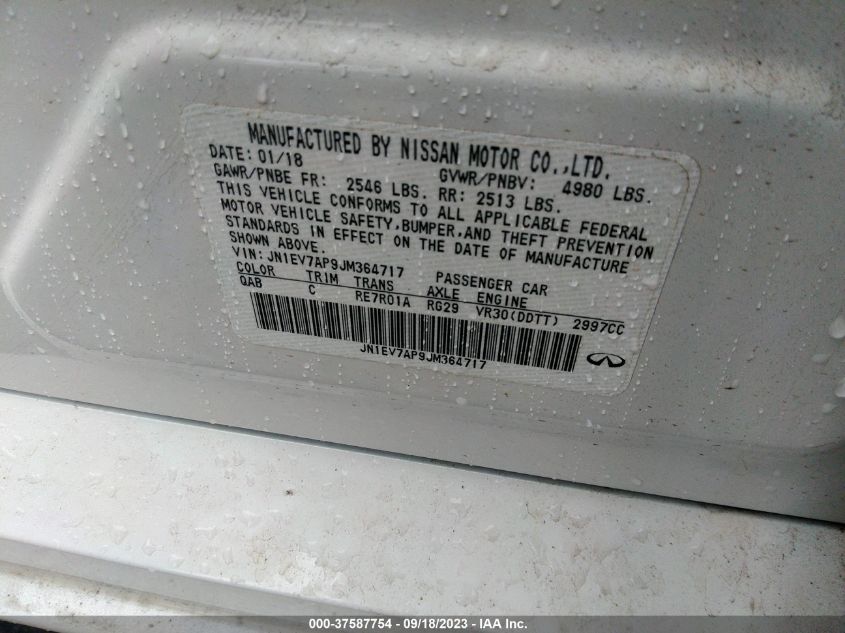 MANUFACTURED BY NISSAN MOTOR CO.,LTD.
DATE: 01/18 GVWR/PNBV: 4980 LBS.
GAWR/PNBE FR: 2546 LBS. RR: 2513 LBS.
THIS VEHICLE CONFORMS TO ALL APPLICABLE FEDERAL
MOTOR VEHICLE SAFETY,BUMPER,AND THEFT PREVENTION
STANDARDS IN EFFECT ON THE DATE OF MANUFACTURE
SHOWN ABOVE.
VIN: JN1EV7AP9JM364717 PASSENGER CAR
COLOR TRIM TRANS AXLE ENGINE
QAB C RE7R01A RG29 VR30(DDTT) 2997CC
JN1EV7AP9JM364717
000-37587754 - 09/18/2023 - IAA Inc.